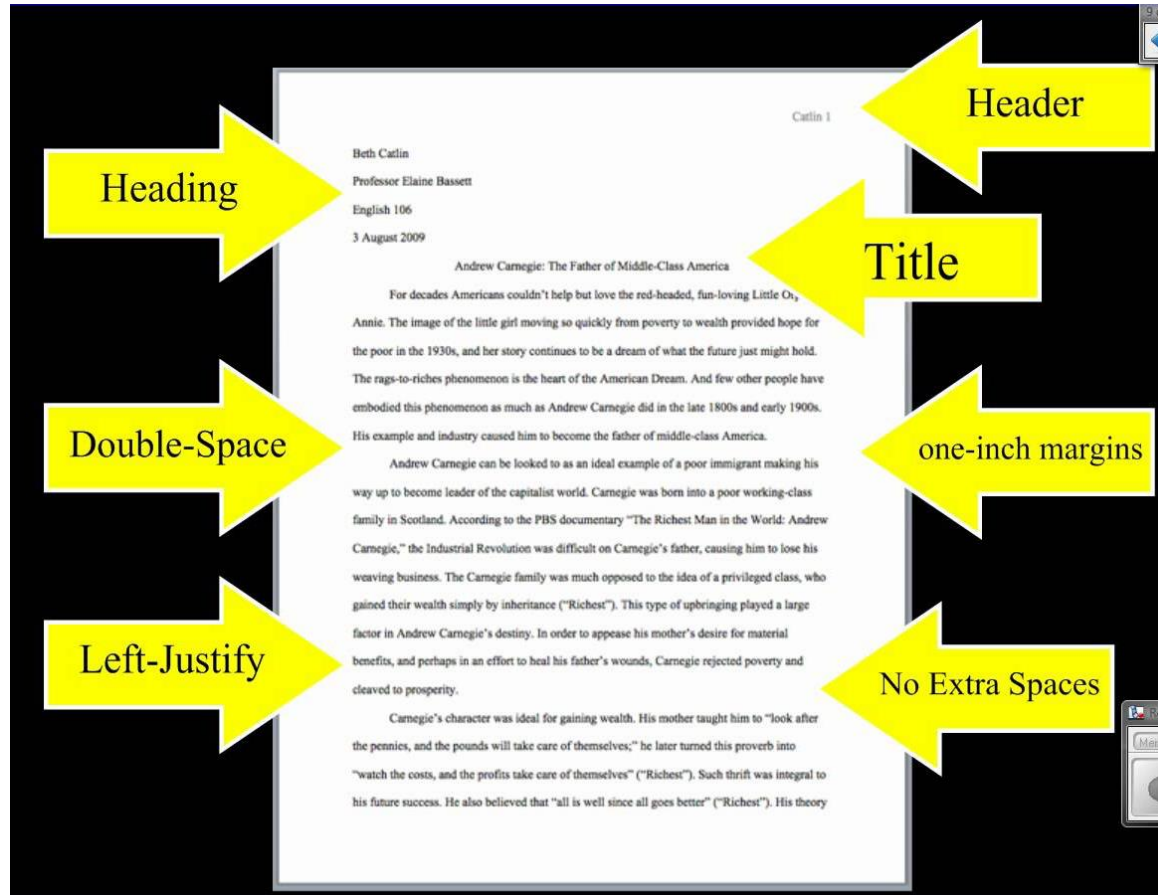 9
Header
Catlin 1
Beth Catlin
Heading
Professor Elaine Bassett
English 106
3 August 2009
Title
Andrew Carnegie: The Father of Middle-Class America
For decades Americans couldn't help but love the red-headed, fun-loving Little
Annie. The image of the little girl moving so quickly from poverty to wealth provided hope for
the poor in the 1930s, and her story continues to be a dream of what the future just might hold.
The rags-to-riches phenomenon is the heart of the American Dream. And few other people have
embodied this phenomenon as much as Andrew Carnegie did in the late 1800s and early 1900s.
His example and industry caused him to become the father of middle-class America.
Double-Space
one-inch margins
Andrew Carnegie can be looked to as an ideal example of a poor immigrant making his
way up to become leader of the capitalist world. Carnegie was born into a poor working-class
family in Scotland. According to the PBS documentary “The Richest Man in the World: Andrew
Carnegie,” the Industrial Revolution was difficult on Carnegie's father, causing him to lose his
weaving business. The Carnegie family was much opposed to the idea of a privileged class, who
gained their wealth simply by inheritance (“Richest”). This type of upbringing played a large
factor in Andrew Carnegie's destiny. In order to appease his mother's desire for material
benefits, and perhaps in an effort to heal his father's wounds, Carnegie rejected poverty and
cleaved to prosperity.
Left-Justify
No Extra Spaces
Carnegie's character was ideal for gaining wealth. His mother taught him to “look after
the pennies, and the pounds will take care of themselves;” he later turned this proverb into
“watch the costs, and the profits take care of themselves” (“Richest”). Such thrift was integral to
his future success. He also believed that “all is well since all goes better” (“Richest”). His theory